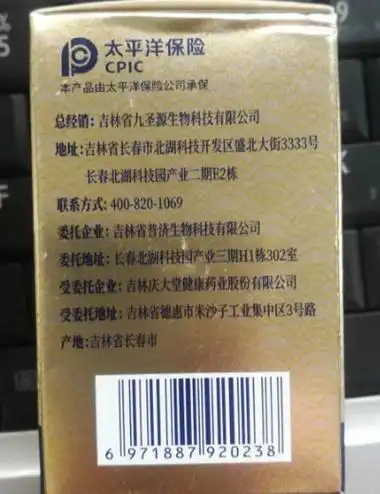 太平洋保险
CPIC
本产品由太平洋保险公司承保
总经销：吉林省九圣源生物科技有限公司
地址：吉林省长春市北湖科技开发区盛北大街3333号
长春北湖科技园产业二期E2栋
联系方式：400-820-1069
委托企业：吉林省普济生物科技有限公司
委托地址：长春北湖科技园产业三期H1栋302室
受委托企业：吉林庆大堂健康药业股份有限公司
受委托地址：吉林省德惠市米沙子工业集中区3号路
产地：吉林省长春市
6 971887 920238